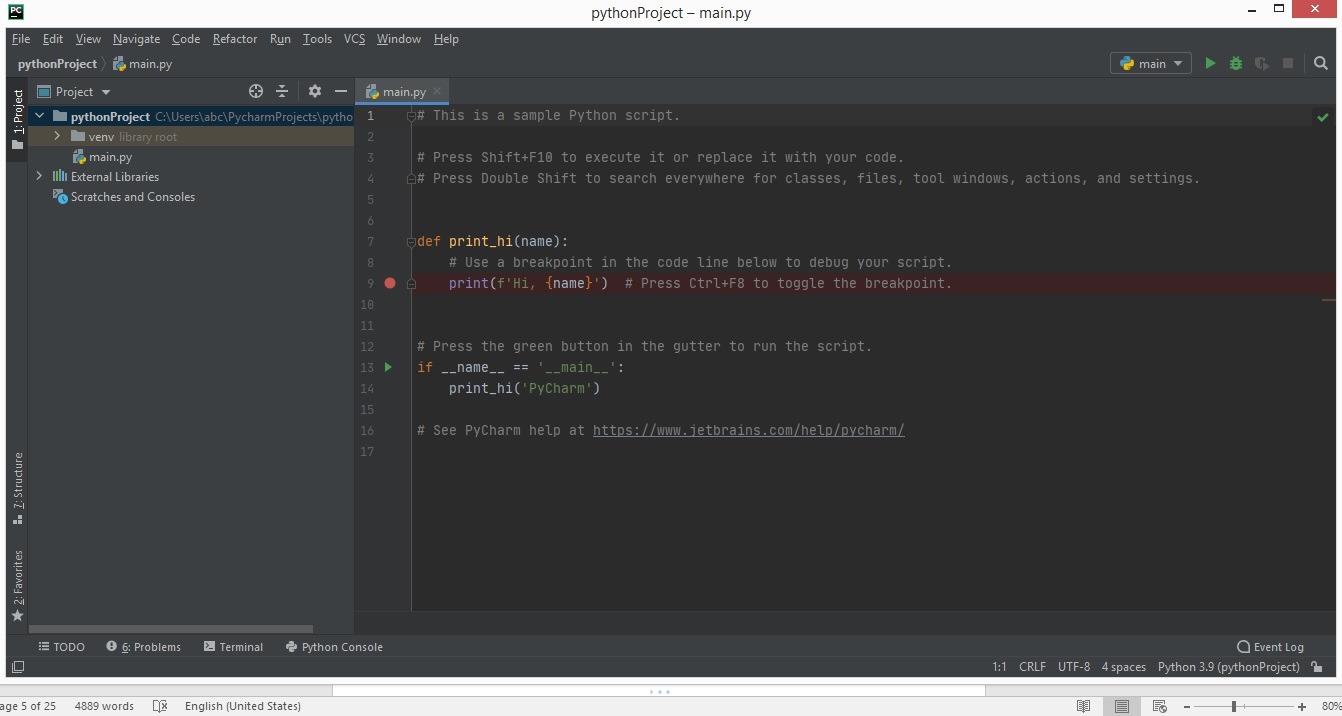 PC
pythonProject – main.py
File Edit View Navigate Code Refactor Run Tools VCS Window Help
pythonProject main.py
main
1: Project
Project
main.py
pythonProject C:\Users\abc\PycharmProjects\pytho
venv library root
main.py
External Libraries
Scratches and Consoles
1 # This is a sample Python script.
2
3 # Press Shift+F10 to execute it or replace it with your code.
4 # Press Double Shift to search everywhere for classes, files, tool windows, actions, and settings.
5
6
7 def print_hi(name):
8 # Use a breakpoint in the code line below to debug your script.
9 print(f'Hi, {name}') # Press Ctrl+F8 to toggle the breakpoint.
10
11
12 # Press the green button in the gutter to run the script.
13 if __name__ == '__main__':
14 print_hi('PyCharm')
15
16 # See PyCharm help at https://www.jetbrains.com/help/pycharm/
17
7: Structure
2: Favorites
TODO 6: Problems Terminal Python Console Event Log
1:1 CRLF UTF-8 4 spaces Python 3.9 (pythonProject)
age 5 of 25 4889 words English (United States) 80%